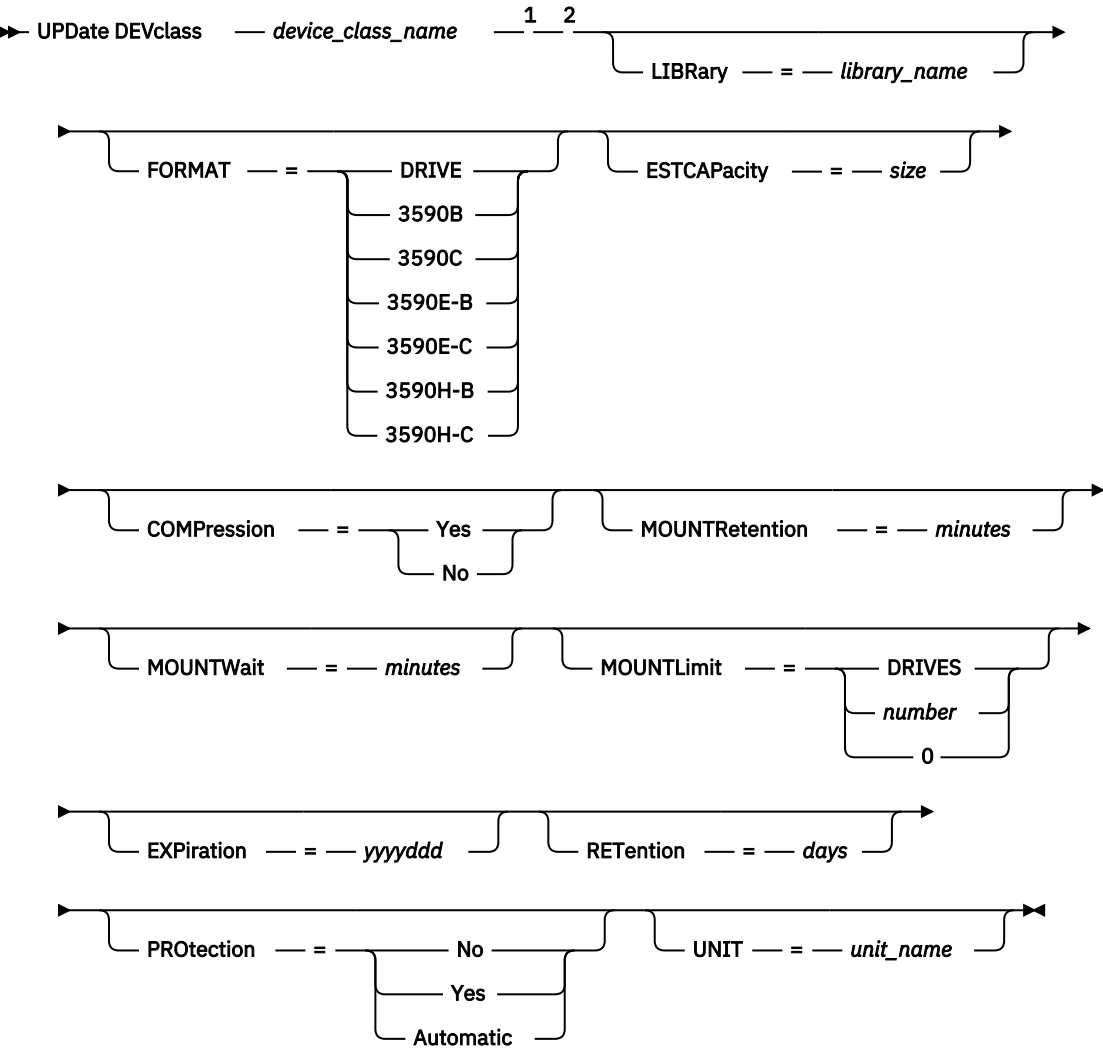 1 2
UPDate DEVclass device_class_name
LIBRary = library_name
FORMAT = DRIVE
3590B
3590C
3590E-B
3590E-C
3590H-B
3590H-C
ESTCAPacity = size
COMPression = Yes
No
MOUNTRetention = minutes
MOUNTWait = minutes
MOUNTLimit = DRIVES
number
0
EXPiration = yyyyddd
RETention = days
PROtection = No
Yes
Automatic
UNIT = unit_name